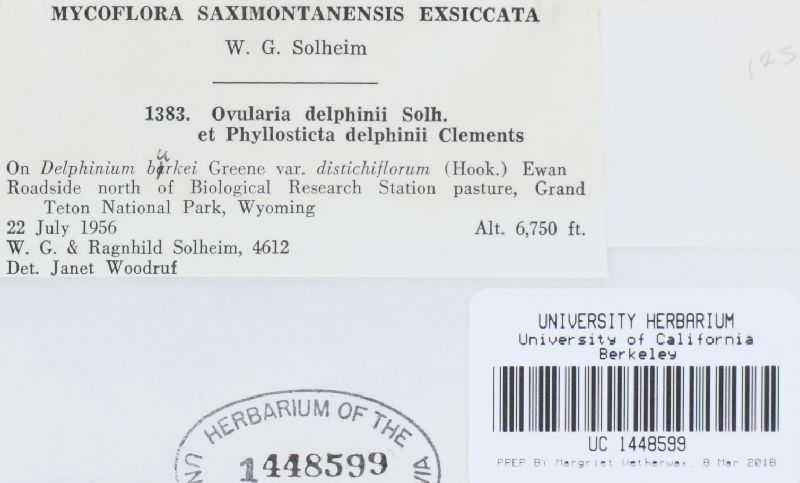 MYCOFLORA SAXIMONTANENSIS EXSICCATA
W. G. Solheim
125
1383. Ovularia delphinii Solh.
et Phyllosticta delphinii Clements
On Delphinium burkei Greene var. distichiflorum (Hook.) Ewan
Roadside north of Biological Research Station pasture, Grand
Teton National Park, Wyoming
22 July 1956 Alt. 6,750 ft.
W. G. & Ragnhild Solheim, 4612
Det. Janet Woodruf
UNIVERSITY HERBARIUM
University of California
Berkeley
UC 1448599
PREP BY Margriet Wetherwax, 8 Mar 2018
HERBARIUM OF THE
1448599